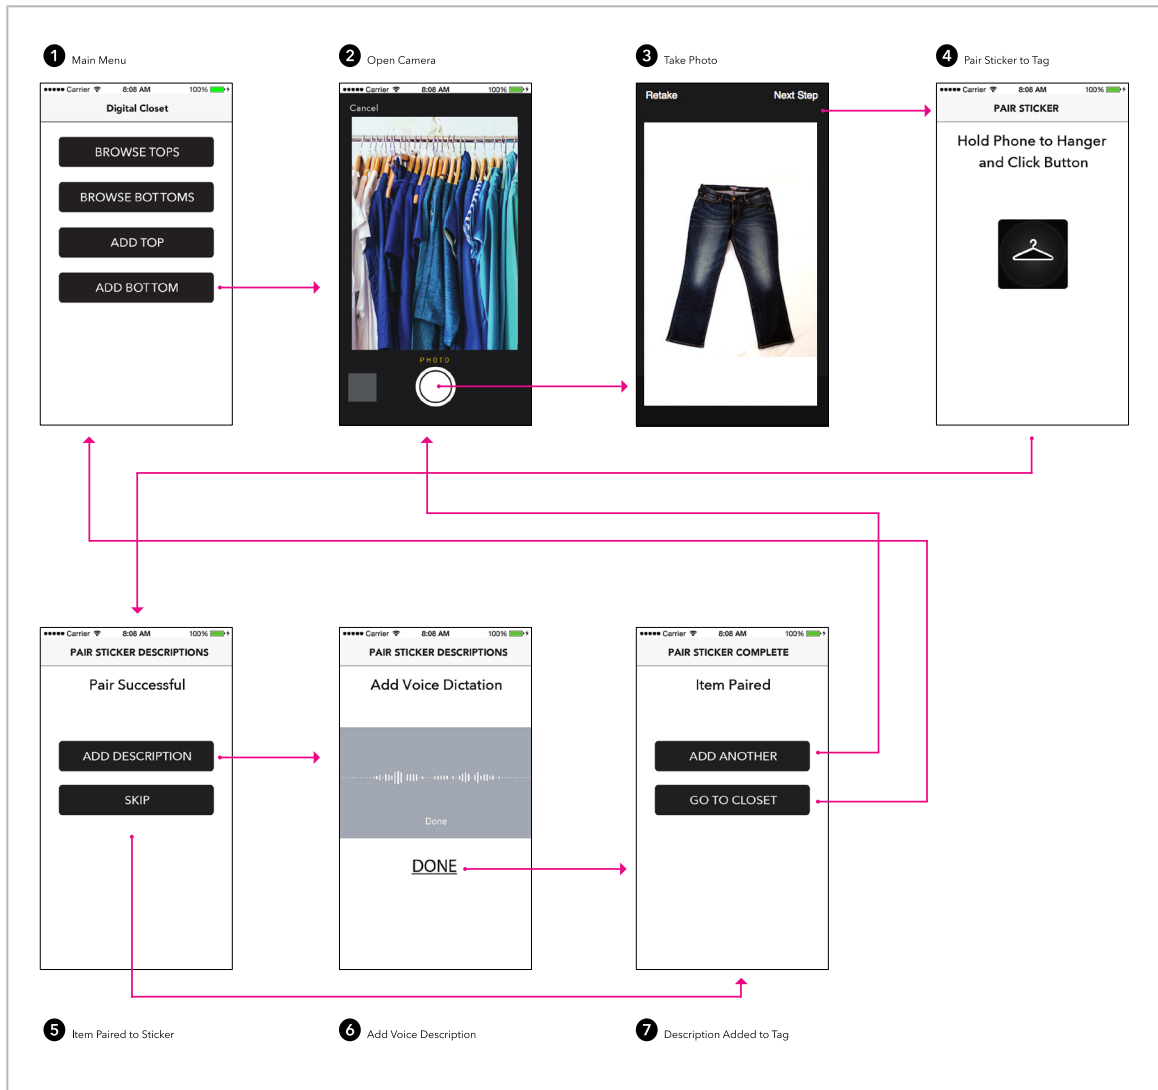 1 Main Menu
2 Open Camera
3 Take Photo
4 Pair Sticker to Tag
Carrier 8:08 AM 100%
Digital Closet
BROWSE TOPS
BROWSE BOTTOMS
ADD TOP
ADD BOTTOM
Carrier 8:08 AM 100%
Cancel
PHOTO
Retake Next Step
Carrier 8:08 AM 100%
PAIR STICKER
Hold Phone to Hanger
and Click Button
Carrier 8:08 AM 100%
PAIR STICKER DESCRIPTIONS
Pair Successful
ADD DESCRIPTION
SKIP
Carrier 8:08 AM 100%
PAIR STICKER DESCRIPTIONS
Add Voice Dictation
Done
DONE
Carrier 8:08 AM 100%
PAIR STICKER COMPLETE
Item Paired
ADD ANOTHER
GO TO CLOSET
5 Item Paired to Sticker
6 Add Voice Description
7 Description Added to Tag